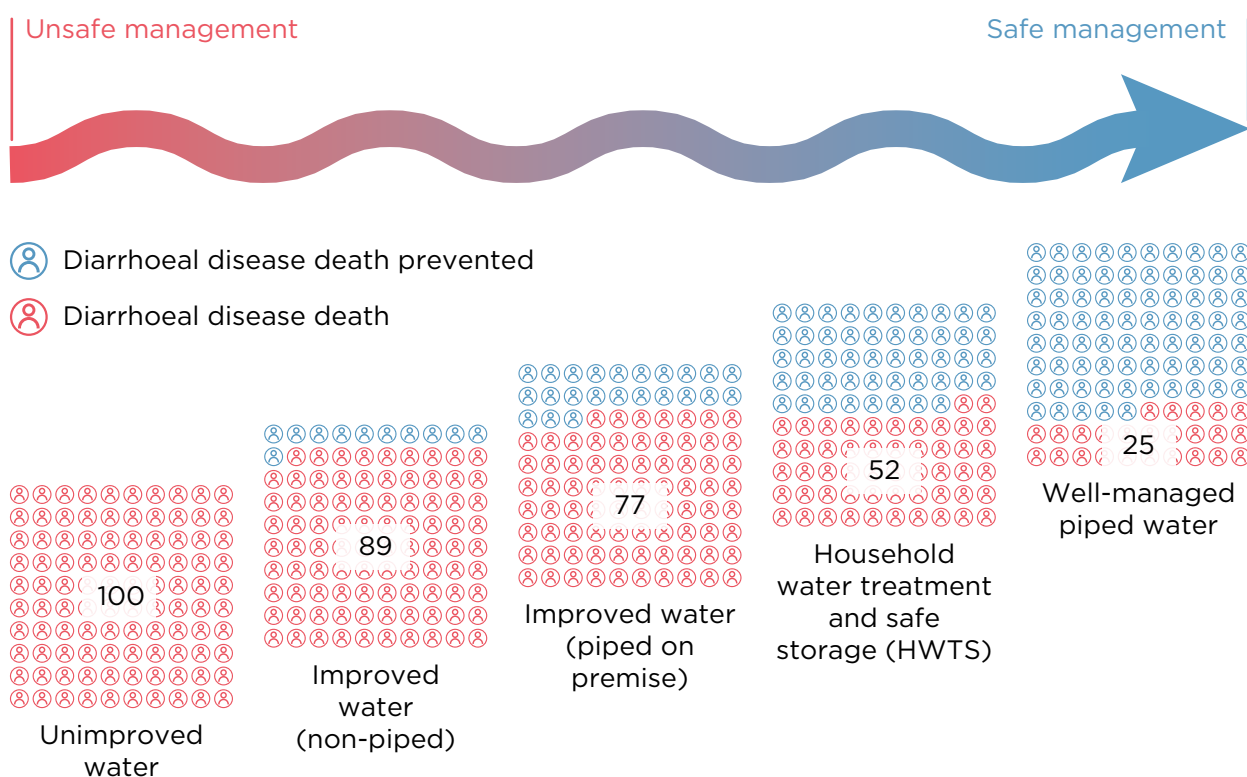 Unsafe management
Safe management
Diarrhoeal disease death prevented
Diarrhoeal disease death
100
Unimproved
water
89
Improved
water
(non-piped)
77
Improved water
(piped on
premise)
52
Household
water treatment
and safe
storage (HWTS)
25
Well-managed
piped water